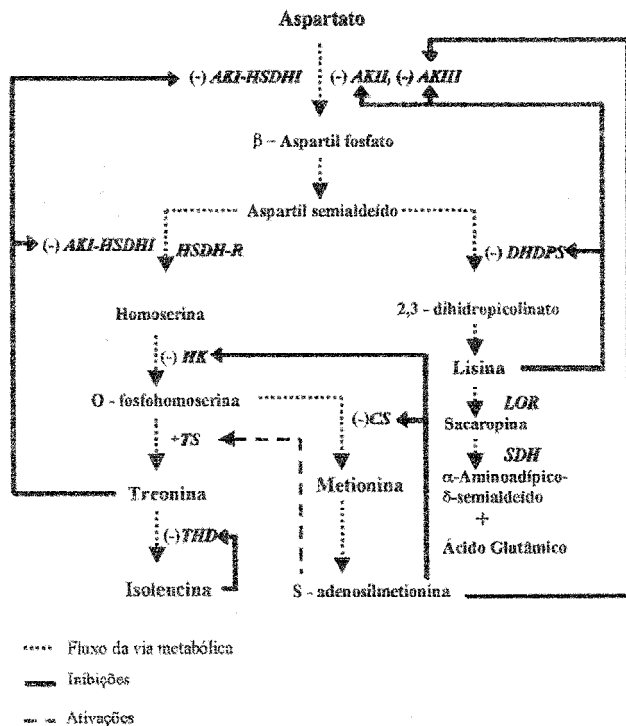 Aspartato
(-) AKI-HSDHI
(-) AKII, (-) AKIII
β - Aspartil fosfato
Aspartil semialdeído
(-) AKI-HSDHI
HSDH-R
(-) DHDPS
Homoserina
2,3 - dihidropicolinato
(-) HK
Lisina
O - fosfohomoserina
LOR
Sacaropina
+TS
(-)CS
SDH
Treonina
Metionina
α-Aminoadípico-
δ-semialdeído
+
(-)THD
Ácido Glutâmico
Isoleucina
S - adenosilmetionina
Fluxo da via metabólica
Inibições
Ativações